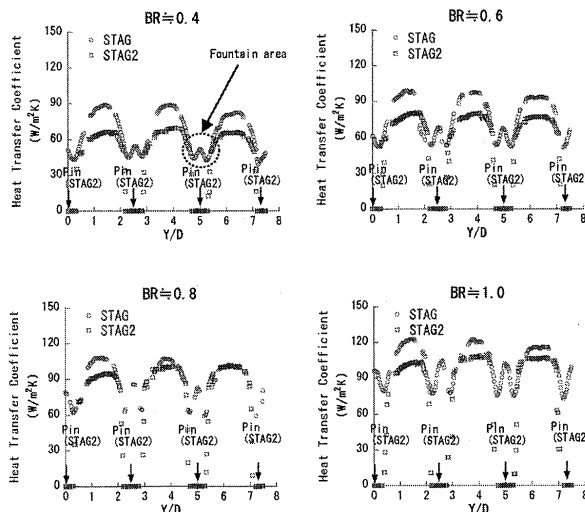 BR≒0.4
Heat Transfer Coefficient
(W/m²K)
150
120
90
60
30
0
STAG
STAG2
Fountain area
Pin
(STAG2)
Pin
(STAG2)
Pin
(STAG2)
Pin
(STAG2)
0 1 2 3 4 5 6 7 8
Y/D
BR≒0.6
Heat Transfer Coefficient
(W/m²K)
150
120
90
60
30
0
STAG
STAG2
Pin
(STAG2)
Pin
(STAG2)
Pin
(STAG2)
Pin
(STAG2)
0 1 2 3 4 5 6 7 8
Y/D
BR≒0.8
Heat Transfer Coefficient
(W/m²K)
150
120
90
60
30
0
STAG
STAG2
Pin
(STAG2)
Pin
(STAG2)
Pin
(STAG2)
Pin
(STAG2)
0 1 2 3 4 5 6 7 8
Y/D
BR≒1.0
Heat Transfer Coefficient
(W/m²K)
150
120
90
60
30
0
STAG
STAG2
Pin
(STAG2)
Pin
(STAG2)
Pin
(STAG2)
Pin
(STAG2)
0 1 2 3 4 5 6 7 8
Y/D